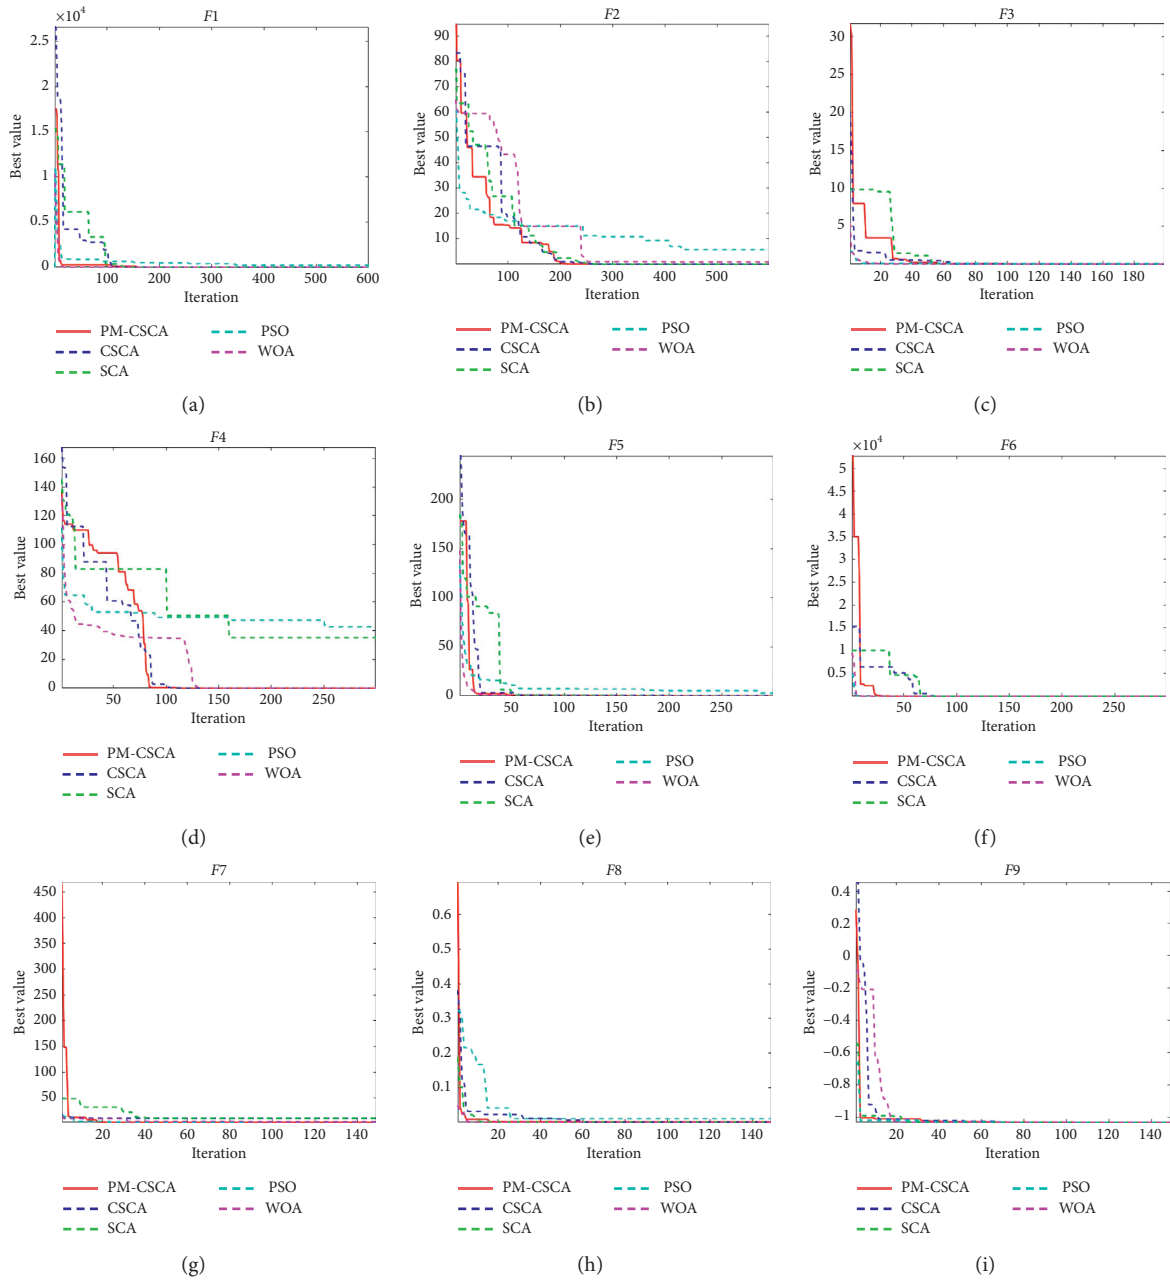 ×10⁴
F1
2.5
2
1.5
1
0.5
0
100 200 300 400 500 600
Best value
Iteration
PM-CSCA
CSCA
SCA
PSO
WOA
(a)
F2
90
80
70
60
50
40
30
20
10
100 200 300 400 500
Best value
Iteration
PM-CSCA
CSCA
SCA
PSO
WOA
(b)
F3
30
25
20
15
10
5
20 40 60 80 100 120 140 160 180
Best value
Iteration
PM-CSCA
CSCA
SCA
PSO
WOA
(c)
F4
160
140
120
100
80
60
40
20
0
50 100 150 200 250
Best value
Iteration
PM-CSCA
CSCA
SCA
PSO
WOA
(d)
F5
200
150
100
50
0
50 100 150 200 250
Best value
Iteration
PM-CSCA
CSCA
SCA
PSO
WOA
(e)
×10⁴
F6
5
4.5
4
3.5
3
2.5
2
1.5
1
0.5
50 100 150 200 250
Best value
Iteration
PM-CSCA
CSCA
SCA
PSO
WOA
(f)
F7
450
400
350
300
250
200
150
100
50
20 40 60 80 100 120 140
Best value
Iteration
PM-CSCA
CSCA
SCA
PSO
WOA
(g)
F8
0.6
0.5
0.4
0.3
0.2
0.1
20 40 60 80 100 120 140
Best value
Iteration
PM-CSCA
CSCA
SCA
PSO
WOA
(h)
F9
0.4
0.2
0
−0.2
−0.4
−0.6
−0.8
−1
20 40 60 80 100 120 140
Best value
Iteration
PM-CSCA
CSCA
SCA
PSO
WOA
(i)